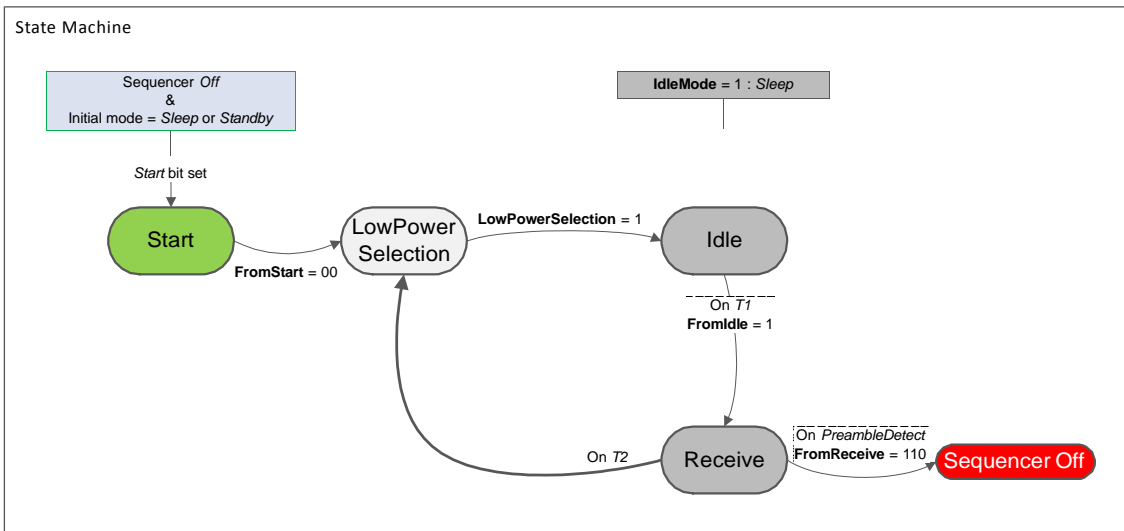 State Machine
Sequencer Off
&
Initial mode = Sleep or Standby
IdleMode = 1 : Sleep
Start bit set
Start
FromStart = 00
LowPower
Selection
LowPowerSelection = 1
Idle
On T1
FromIdle = 1
On T2
Receive
On PreambleDetect
FromReceive = 110
Sequencer Off